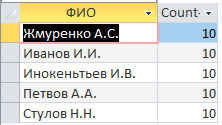 ФИО Count-
Жмуренко А.С. 10
Иванов И.И. 10
Инокентьев И.В. 10
Петвов А.А. 10
Стулов Н.Н. 10